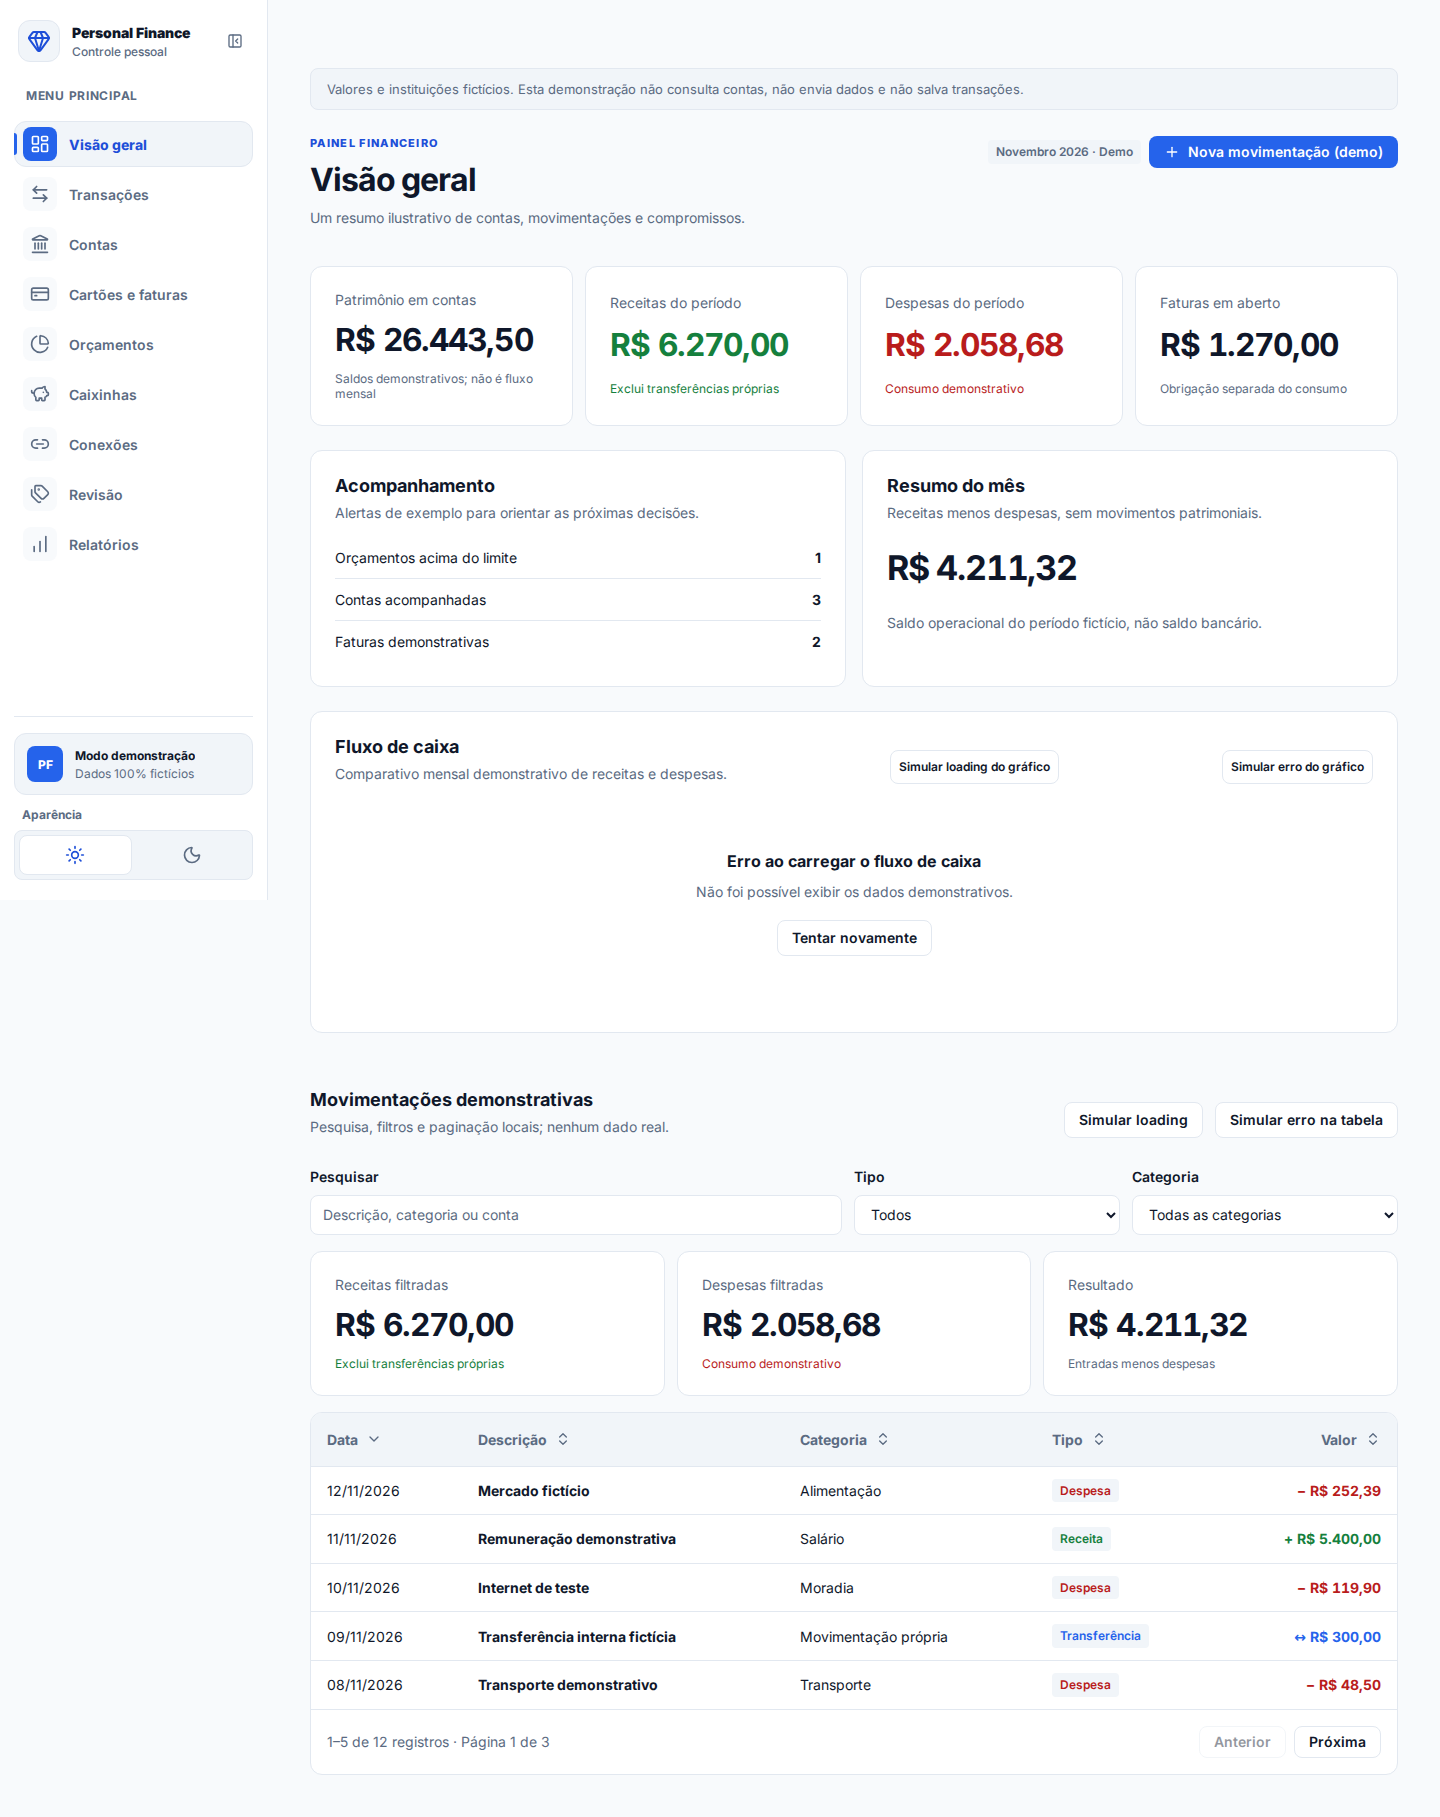 Personal Finance
Controle pessoal
MENU PRINCIPAL
Visão geral
Transações
Contas
Cartões e faturas
Orçamentos
Caixinhas
Conexões
Revisão
Relatórios
PF
Modo demonstração
Dados 100% fictícios
Aparência
Valores e instituições fictícios. Esta demonstração não consulta contas, não envia dados e não salva transações.
PAINEL FINANCEIRO
Visão geral
Um resumo ilustrativo de contas, movimentações e compromissos.
Novembro 2026 · Demo
Nova movimentação (demo)
Patrimônio em contas
R$ 26.443,50
Saldos demonstrativos; não é fluxo
mensal
Receitas do período
R$ 6.270,00
Exclui transferências próprias
Despesas do período
R$ 2.058,68
Consumo demonstrativo
Faturas em aberto
R$ 1.270,00
Obrigação separada do consumo
Acompanhamento
Alertas de exemplo para orientar as próximas decisões.
Orçamentos acima do limite 1
Contas acompanhadas 3
Faturas demonstrativas 2
Resumo do mês
Receitas menos despesas, sem movimentos patrimoniais.
R$ 4.211,32
Saldo operacional do período fictício, não saldo bancário.
Fluxo de caixa
Comparativo mensal demonstrativo de receitas e despesas.
Simular loading do gráfico
Simular erro do gráfico
Erro ao carregar o fluxo de caixa
Não foi possível exibir os dados demonstrativos.
Tentar novamente
Movimentações demonstrativas
Pesquisa, filtros e paginação locais; nenhum dado real.
Simular loading
Simular erro na tabela
Pesquisar
Descrição, categoria ou conta
Tipo
Todos
Categoria
Todas as categorias
Receitas filtradas
R$ 6.270,00
Exclui transferências próprias
Despesas filtradas
R$ 2.058,68
Consumo demonstrativo
Resultado
R$ 4.211,32
Entradas menos despesas
Data Descrição Categoria Tipo Valor
12/11/2026 Mercado fictício Alimentação Despesa − R$ 252,39
11/11/2026 Remuneração demonstrativa Salário Receita + R$ 5.400,00
10/11/2026 Internet de teste Moradia Despesa − R$ 119,90
09/11/2026 Transferência interna fictícia Movimentação própria Transferência ↔ R$ 300,00
08/11/2026 Transporte demonstrativo Transporte Despesa − R$ 48,50
1–5 de 12 registros · Página 1 de 3
Anterior
Próxima